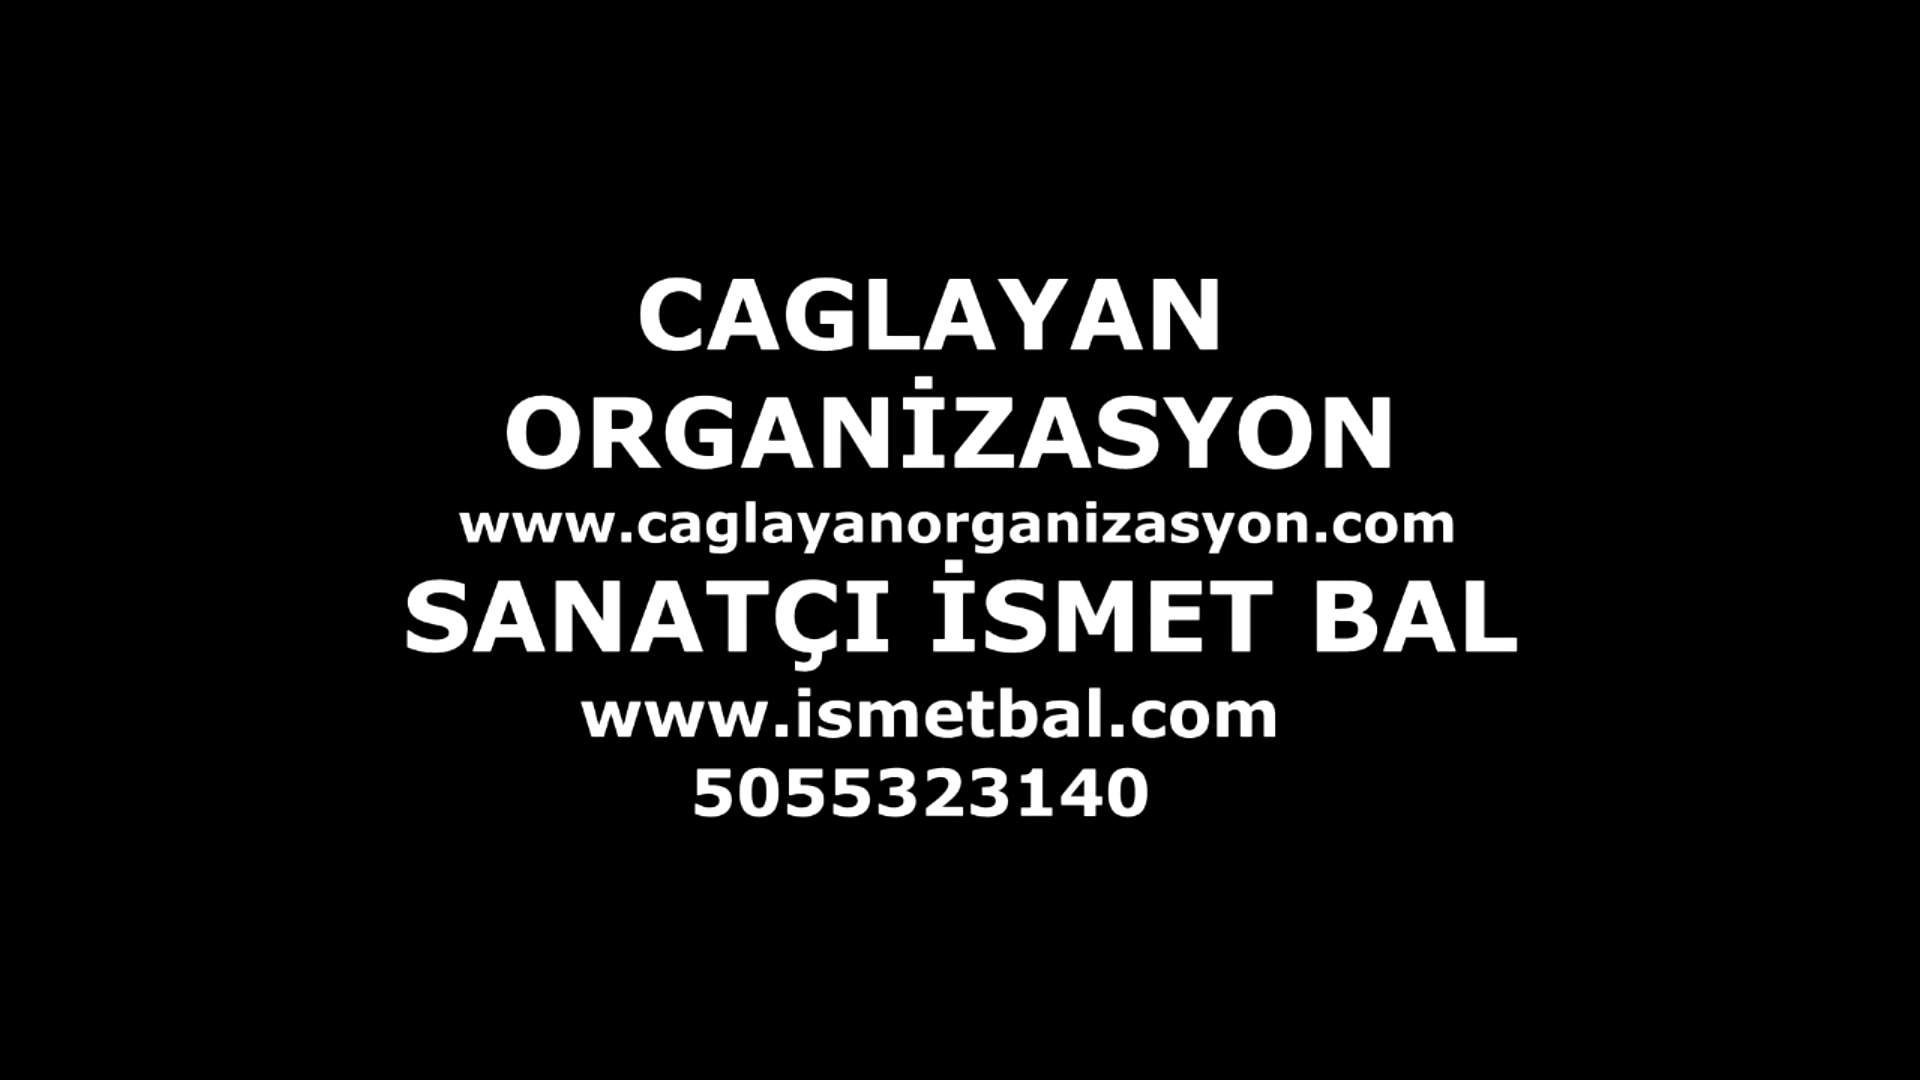 CAGLAYAN
ORGANİZASYON
www.caglayanorganizasyon.com
SANATÇI İSMET BAL
www.ismetbal.com
5055323140